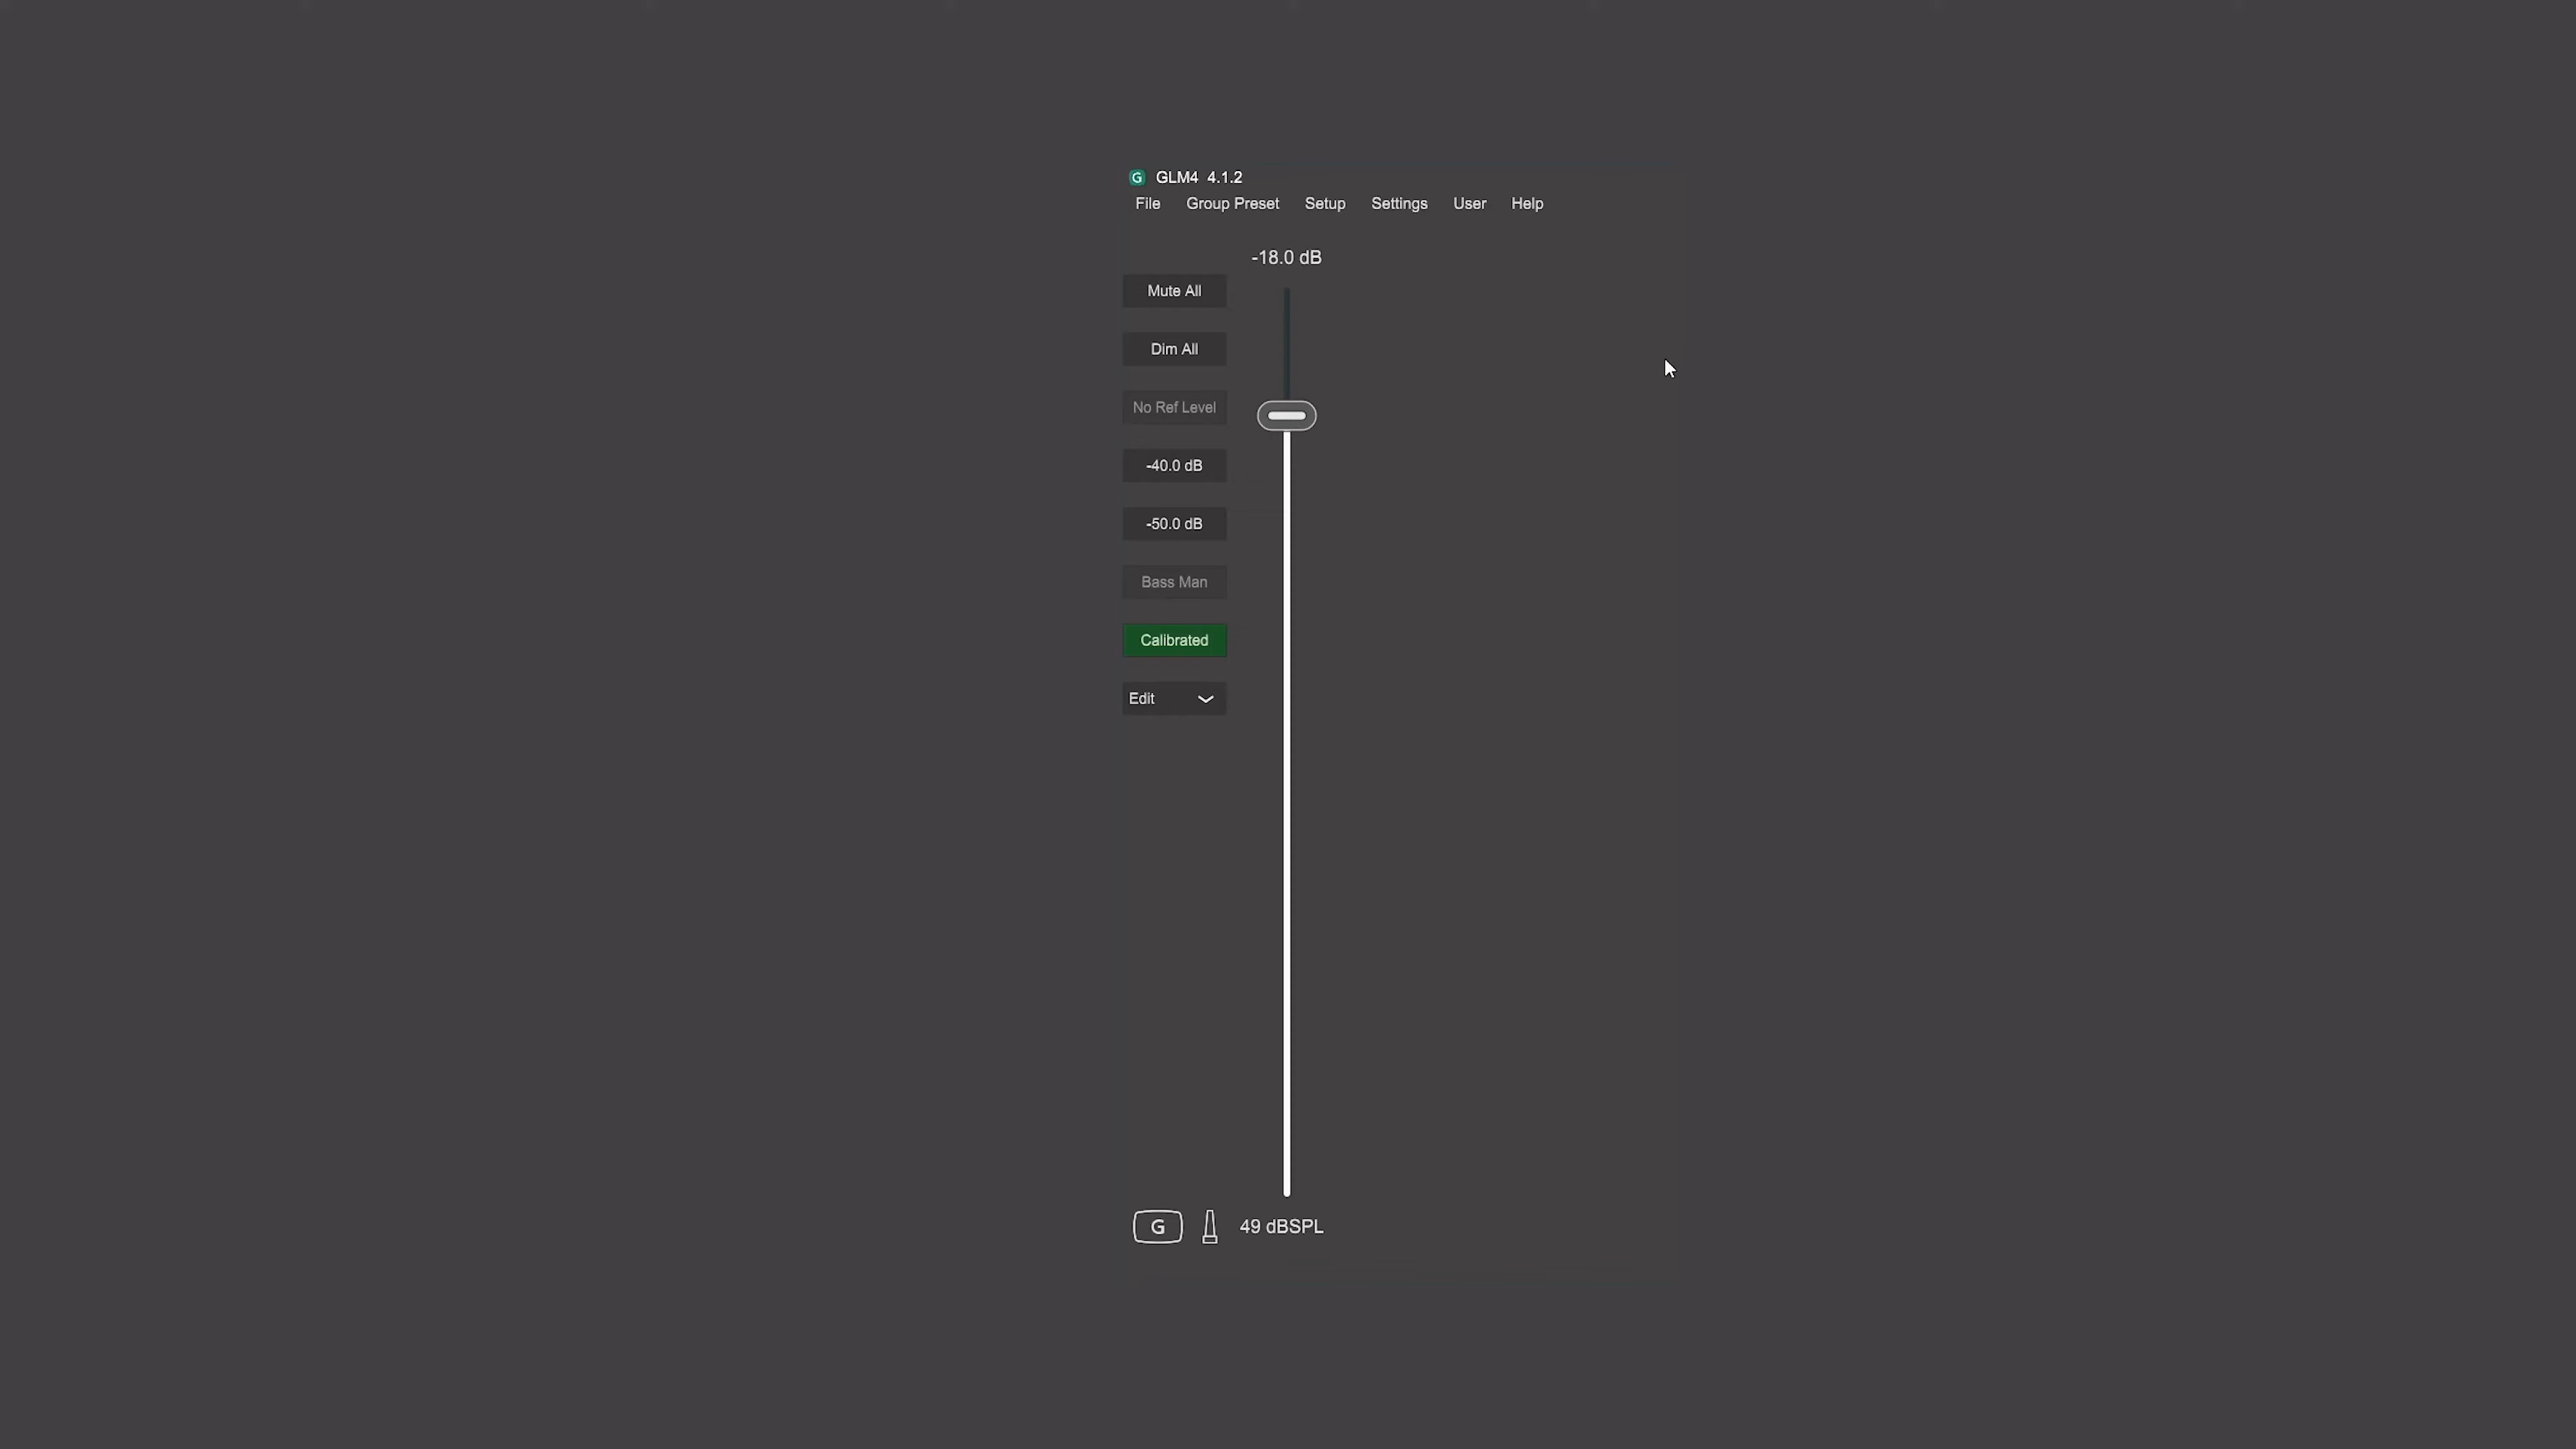 G GLM4 4.1.2
File Group Preset Setup Settings User Help
-18.0 dB
Mute All
Dim All
No Ref Level
-40.0 dB
-50.0 dB
Bass Man
Calibrated
Edit
G 49 dBSPL